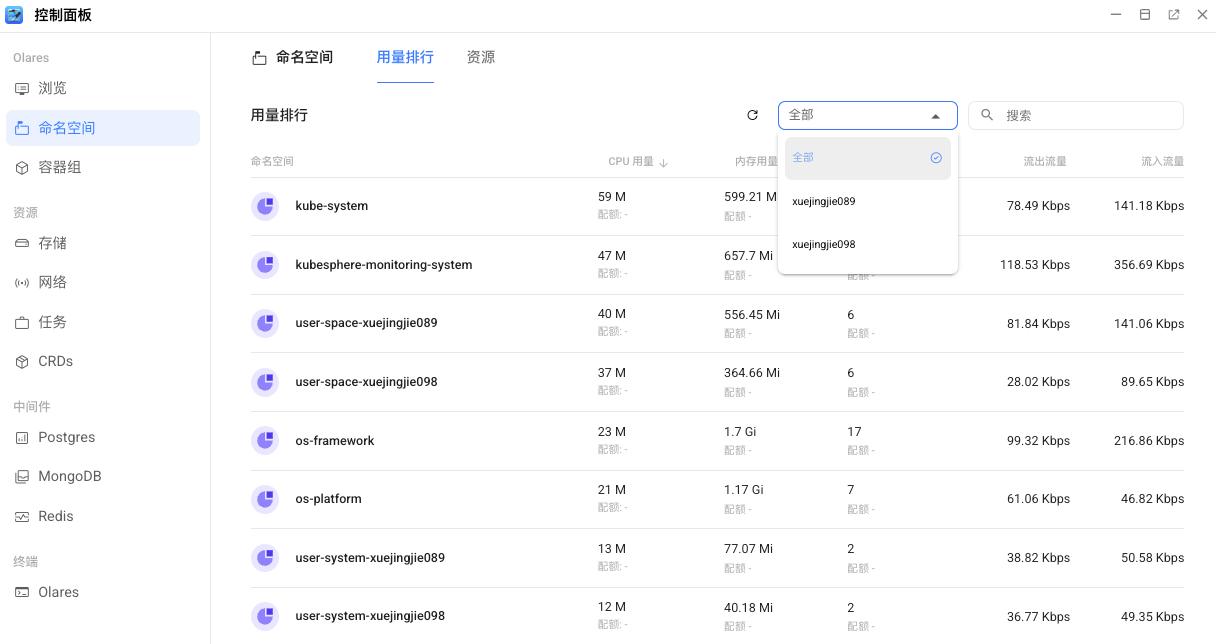 控制面板
Olares
浏览
命名空间
容器组
资源
存储
网络
任务
CRDs
中间件
Postgres
MongoDB
Redis
终端
Olares
命名空间 用量排行 资源
用量排行 全部 搜索
全部
xuejingjie089
xuejingjie098
命名空间 CPU 用量 内存用量 流出流量 流入流量
kube-system 59 M 599.21 M 78.49 Kbps 141.18 Kbps
配额: - 配额 -
kubesphere-monitoring-system 47 M 657.7 Mi 118.53 Kbps 356.69 Kbps
配额: - 配额 - 配额 -
user-space-xuejingjie089 40 M 556.45 Mi 6 81.84 Kbps 141.06 Kbps
配额: - 配额 - 配额 -
user-space-xuejingjie098 37 M 364.66 Mi 6 28.02 Kbps 89.65 Kbps
配额: - 配额 - 配额 -
os-framework 23 M 1.7 Gi 17 99.32 Kbps 216.86 Kbps
配额: - 配额 - 配额 -
os-platform 21 M 1.17 Gi 7 61.06 Kbps 46.82 Kbps
配额: - 配额 - 配额 -
user-system-xuejingjie089 13 M 77.07 Mi 2 38.82 Kbps 50.58 Kbps
配额: - 配额 - 配额 -
user-system-xuejingjie098 12 M 40.18 Mi 2 36.77 Kbps 49.35 Kbps
配额: - 配额 - 配额 -